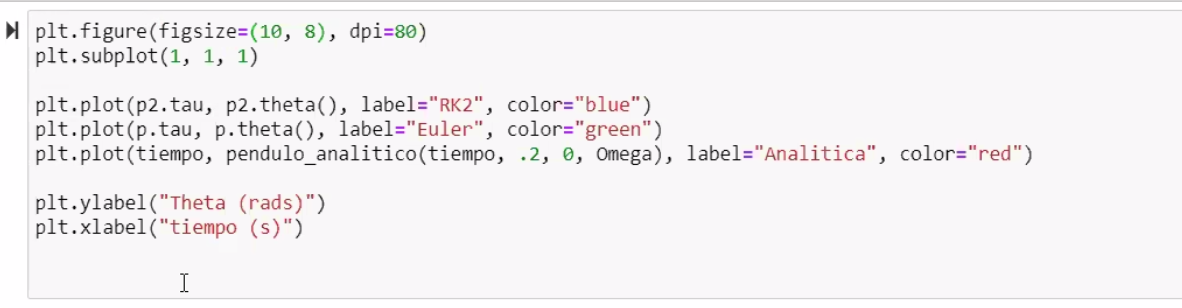 plt.figure(figsize=(10, 8), dpi=80)
plt.subplot(1, 1, 1)
plt.plot(p2.tau, p2.theta(), label="RK2", color="blue")
plt.plot(p.tau, p.theta(), label="Euler", color="green")
plt.plot(tiempo, pendulo_analitico(tiempo, .2, 0, Omega), label="Analitica", color="red")
plt.ylabel("Theta (rads)")
plt.xlabel("tiempo (s)")